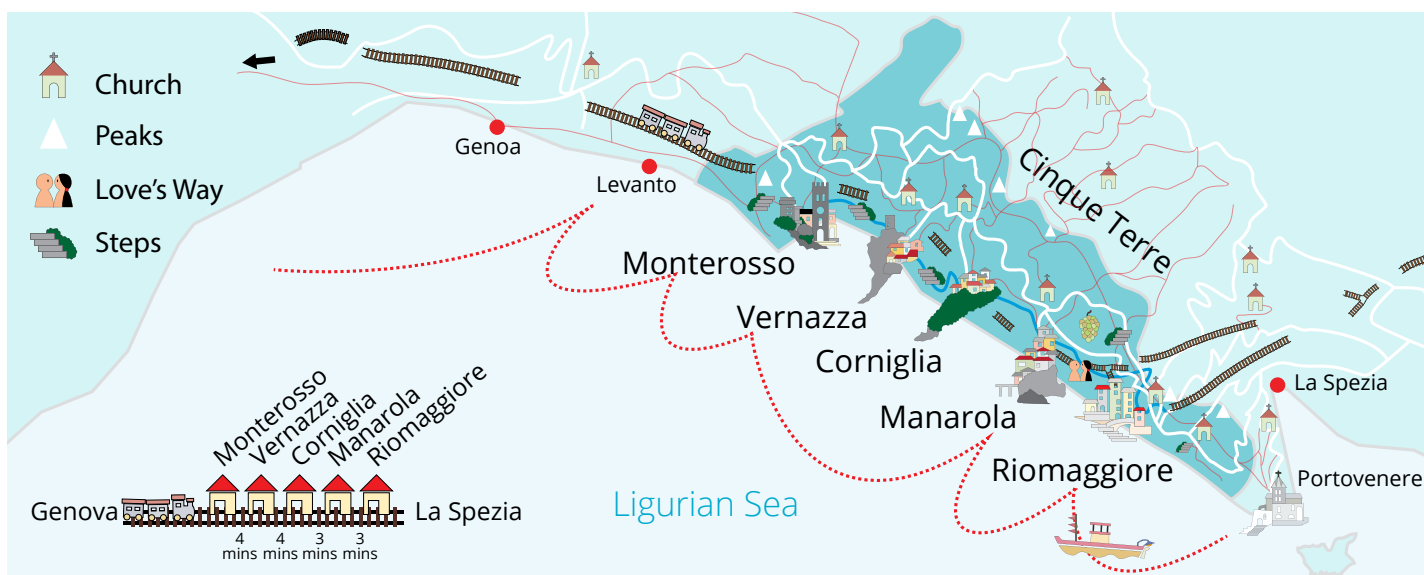 Church
Peaks
Love's Way
Steps
Genoa
Levanto
Monterosso
Vernazza
Corniglia
Manarola
Riomaggiore
Cinque Terre
La Spezia
Portovenere
Ligurian Sea
Monterosso
Vernazza
Corniglia
Manarola
Riomaggiore
Genova
La Spezia
4 4 3 3
mins mins mins mins